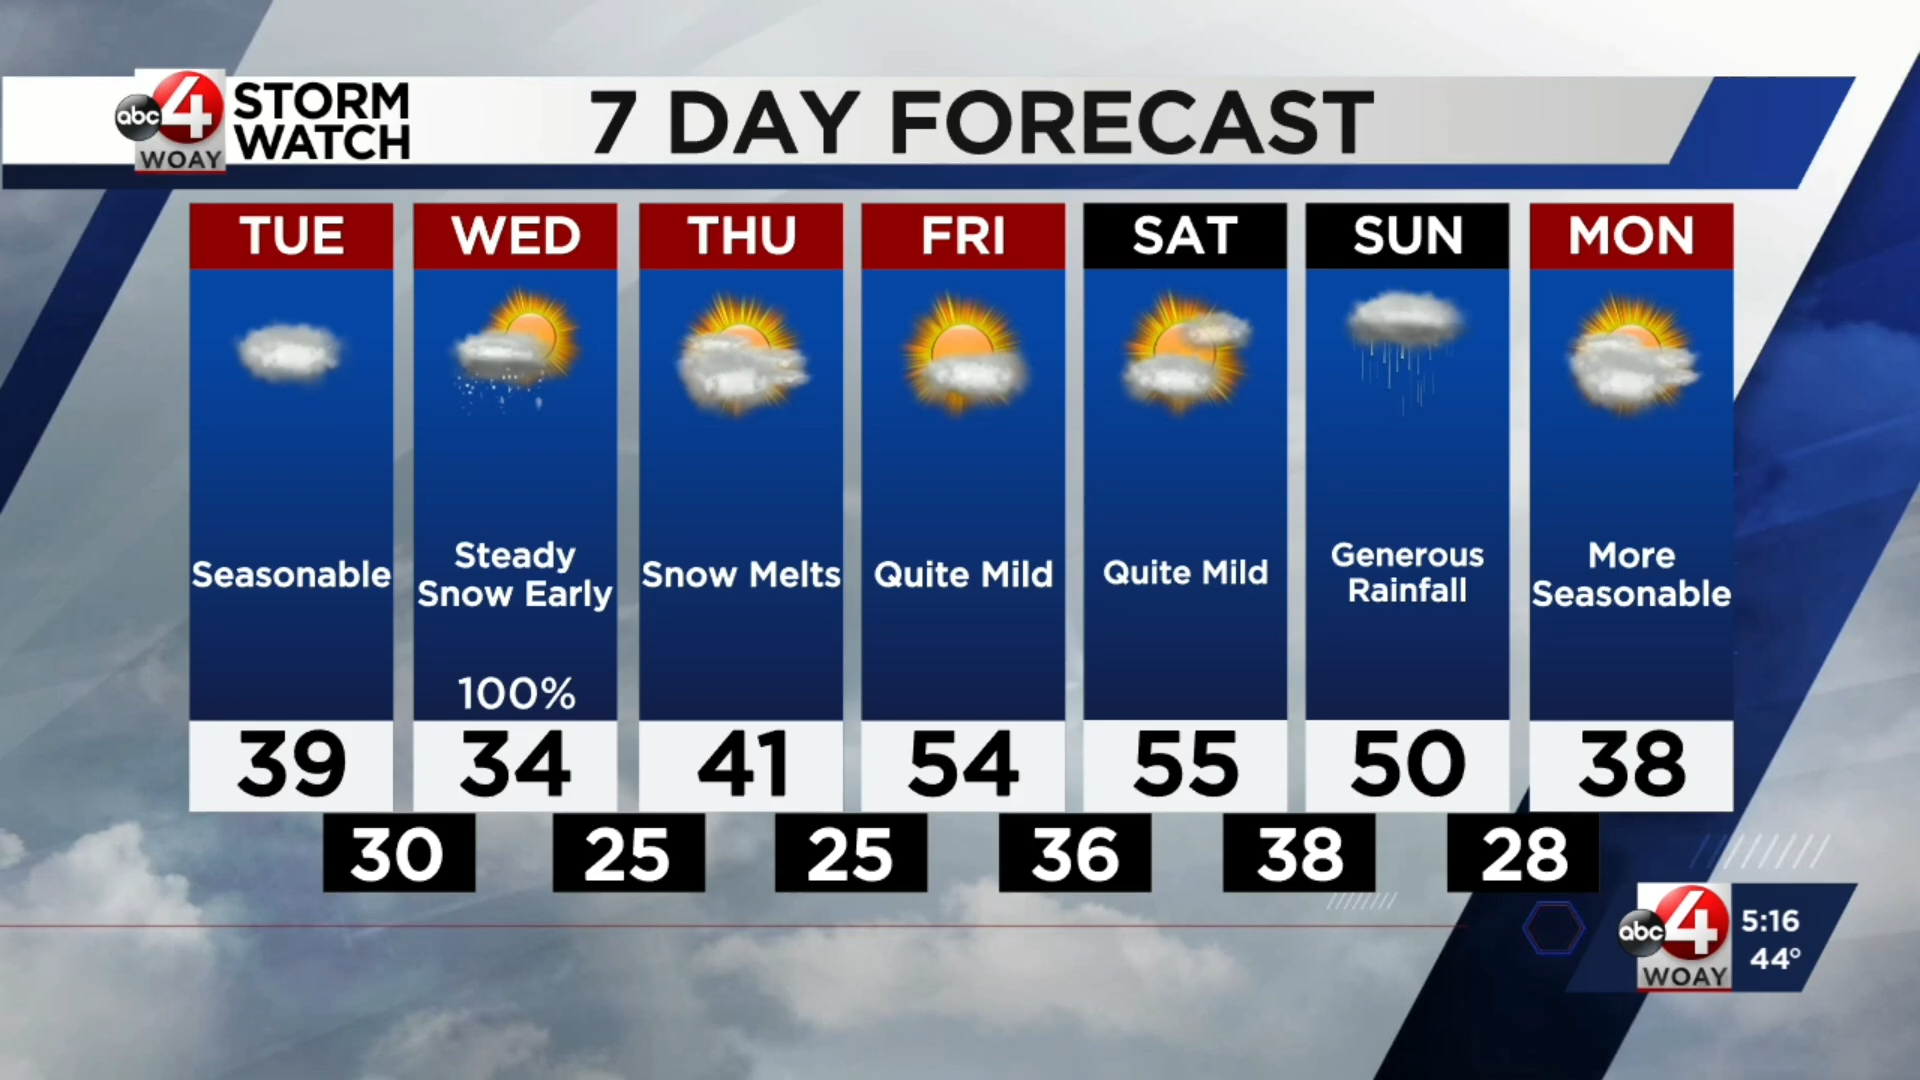 abc 4 WOAY
STORM
WATCH
7 DAY FORECAST
TUE
Seasonable
39
WED
Steady
Snow Early
100%
34
THU
Snow Melts
41
FRI
Quite Mild
54
SAT
Quite Mild
55
SUN
Generous
Rainfall
50
MON
More
Seasonable
38
30
25
25
36
38
28
abc 4 WOAY
5:16
44°